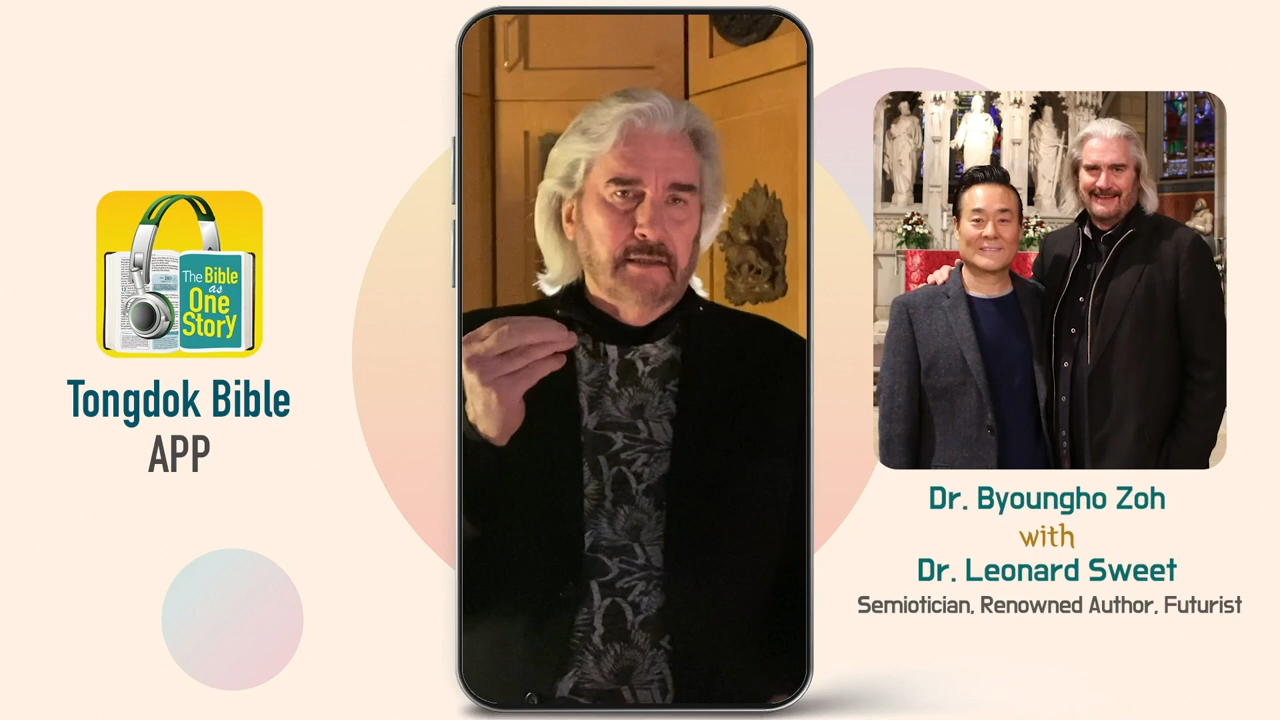 The Bible
as
One
Story
Tongdok Bible
APP
Dr. Byoungho Zoh
with
Dr. Leonard Sweet
Semiotician, Renowned Author, Futurist